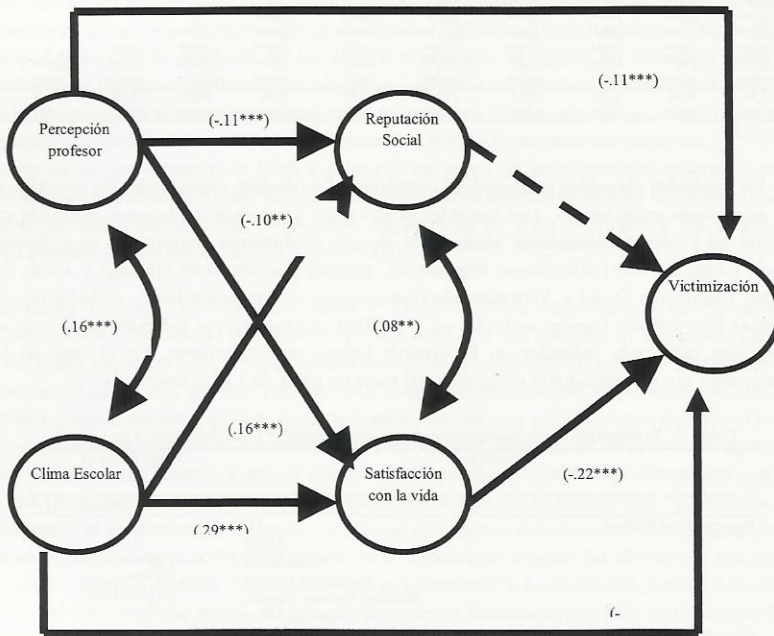 (-.11***)
Percepción
profesor
(-.11***)
Reputación
Social
(-.10**)
(.16***)
(.08**)
Victimización
(.16***)
Clima Escolar
Satisfacción
con la vida
(-.22***)
(.29***)
(-